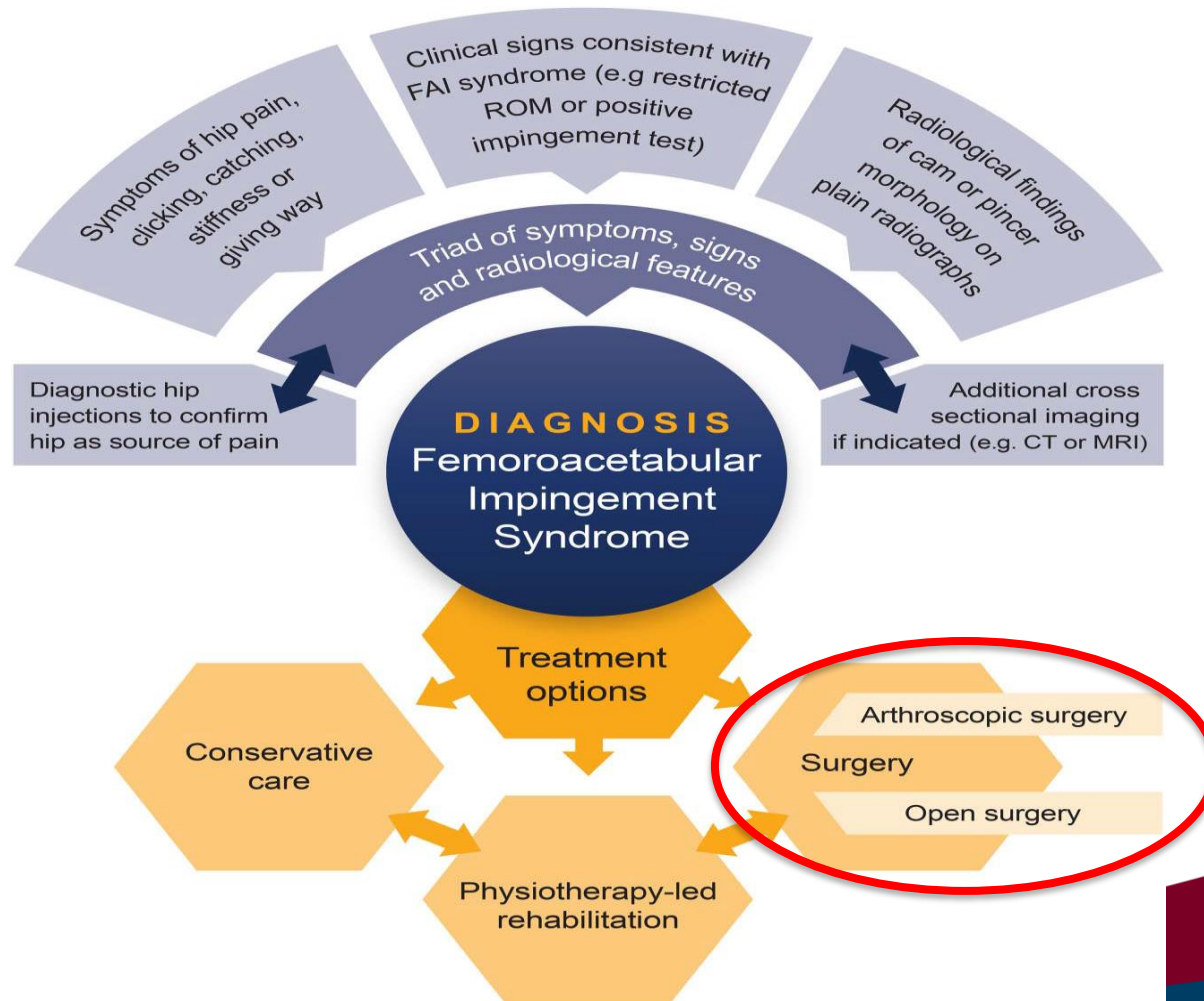 Symptoms of hip pain,
clicking, catching,
stiffness or
giving way
Clinical signs consistent with
FAI syndrome (e.g restricted
ROM or positive
impingement test)
Radiological findings
of cam or pincer
morphology on
plain radiographs
Triad of symptoms, signs
and radiological features
Diagnostic hip
injections to confirm
hip as source of pain
Additional cross
sectional imaging
if indicated (e.g. CT or MRI)
DIAGNOSIS
Femoroacetabular
Impingement
Syndrome
Treatment
options
Conservative
care
Physiotherapy-led
rehabilitation
Arthroscopic surgery
Surgery
Open surgery